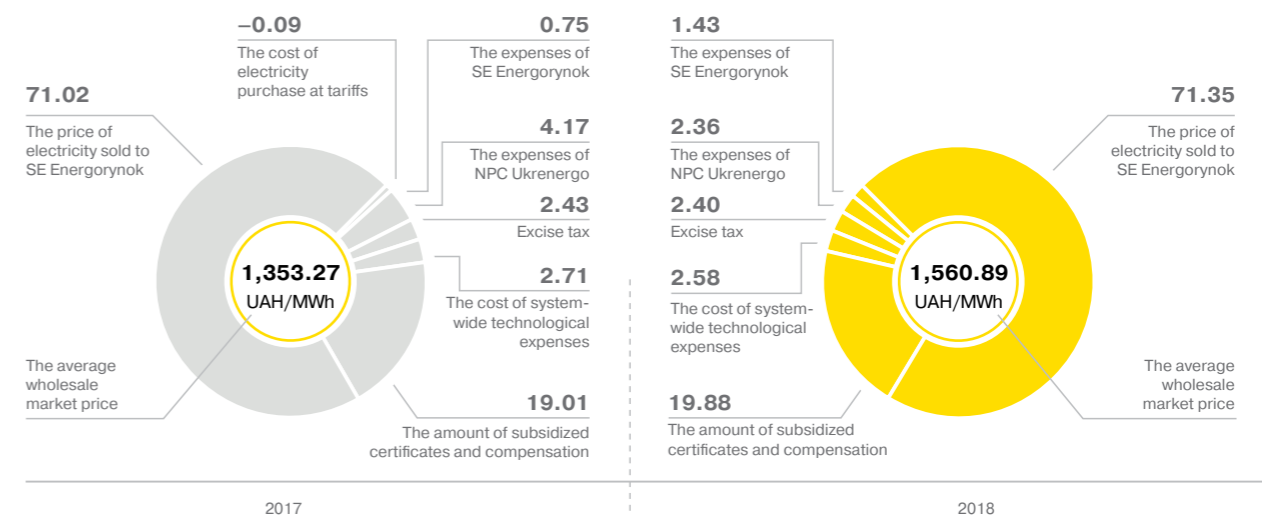 −0.09
The cost of
electricity
purchase at tariffs
0.75
The expenses of
SE Energorynok
71.02
The price of
electricity sold to
SE Energorynok
4.17
The expenses of
NPC Ukrenergo
2.43
Excise tax
2.71
The cost of system-
wide technological
expenses
1,353.27
UAH/MWh
The average
wholesale
market price
19.01
The amount of subsidized
certificates and compensation
2017
1.43
The expenses of
SE Energorynok
71.35
The price of
electricity sold to
SE Energorynok
2.36
The expenses of
NPC Ukrenergo
2.40
Excise tax
2.58
The cost of system-
wide technological
expenses
1,560.89
UAH/MWh
The average
wholesale
market price
19.88
The amount of subsidized
certificates and compensation
2018